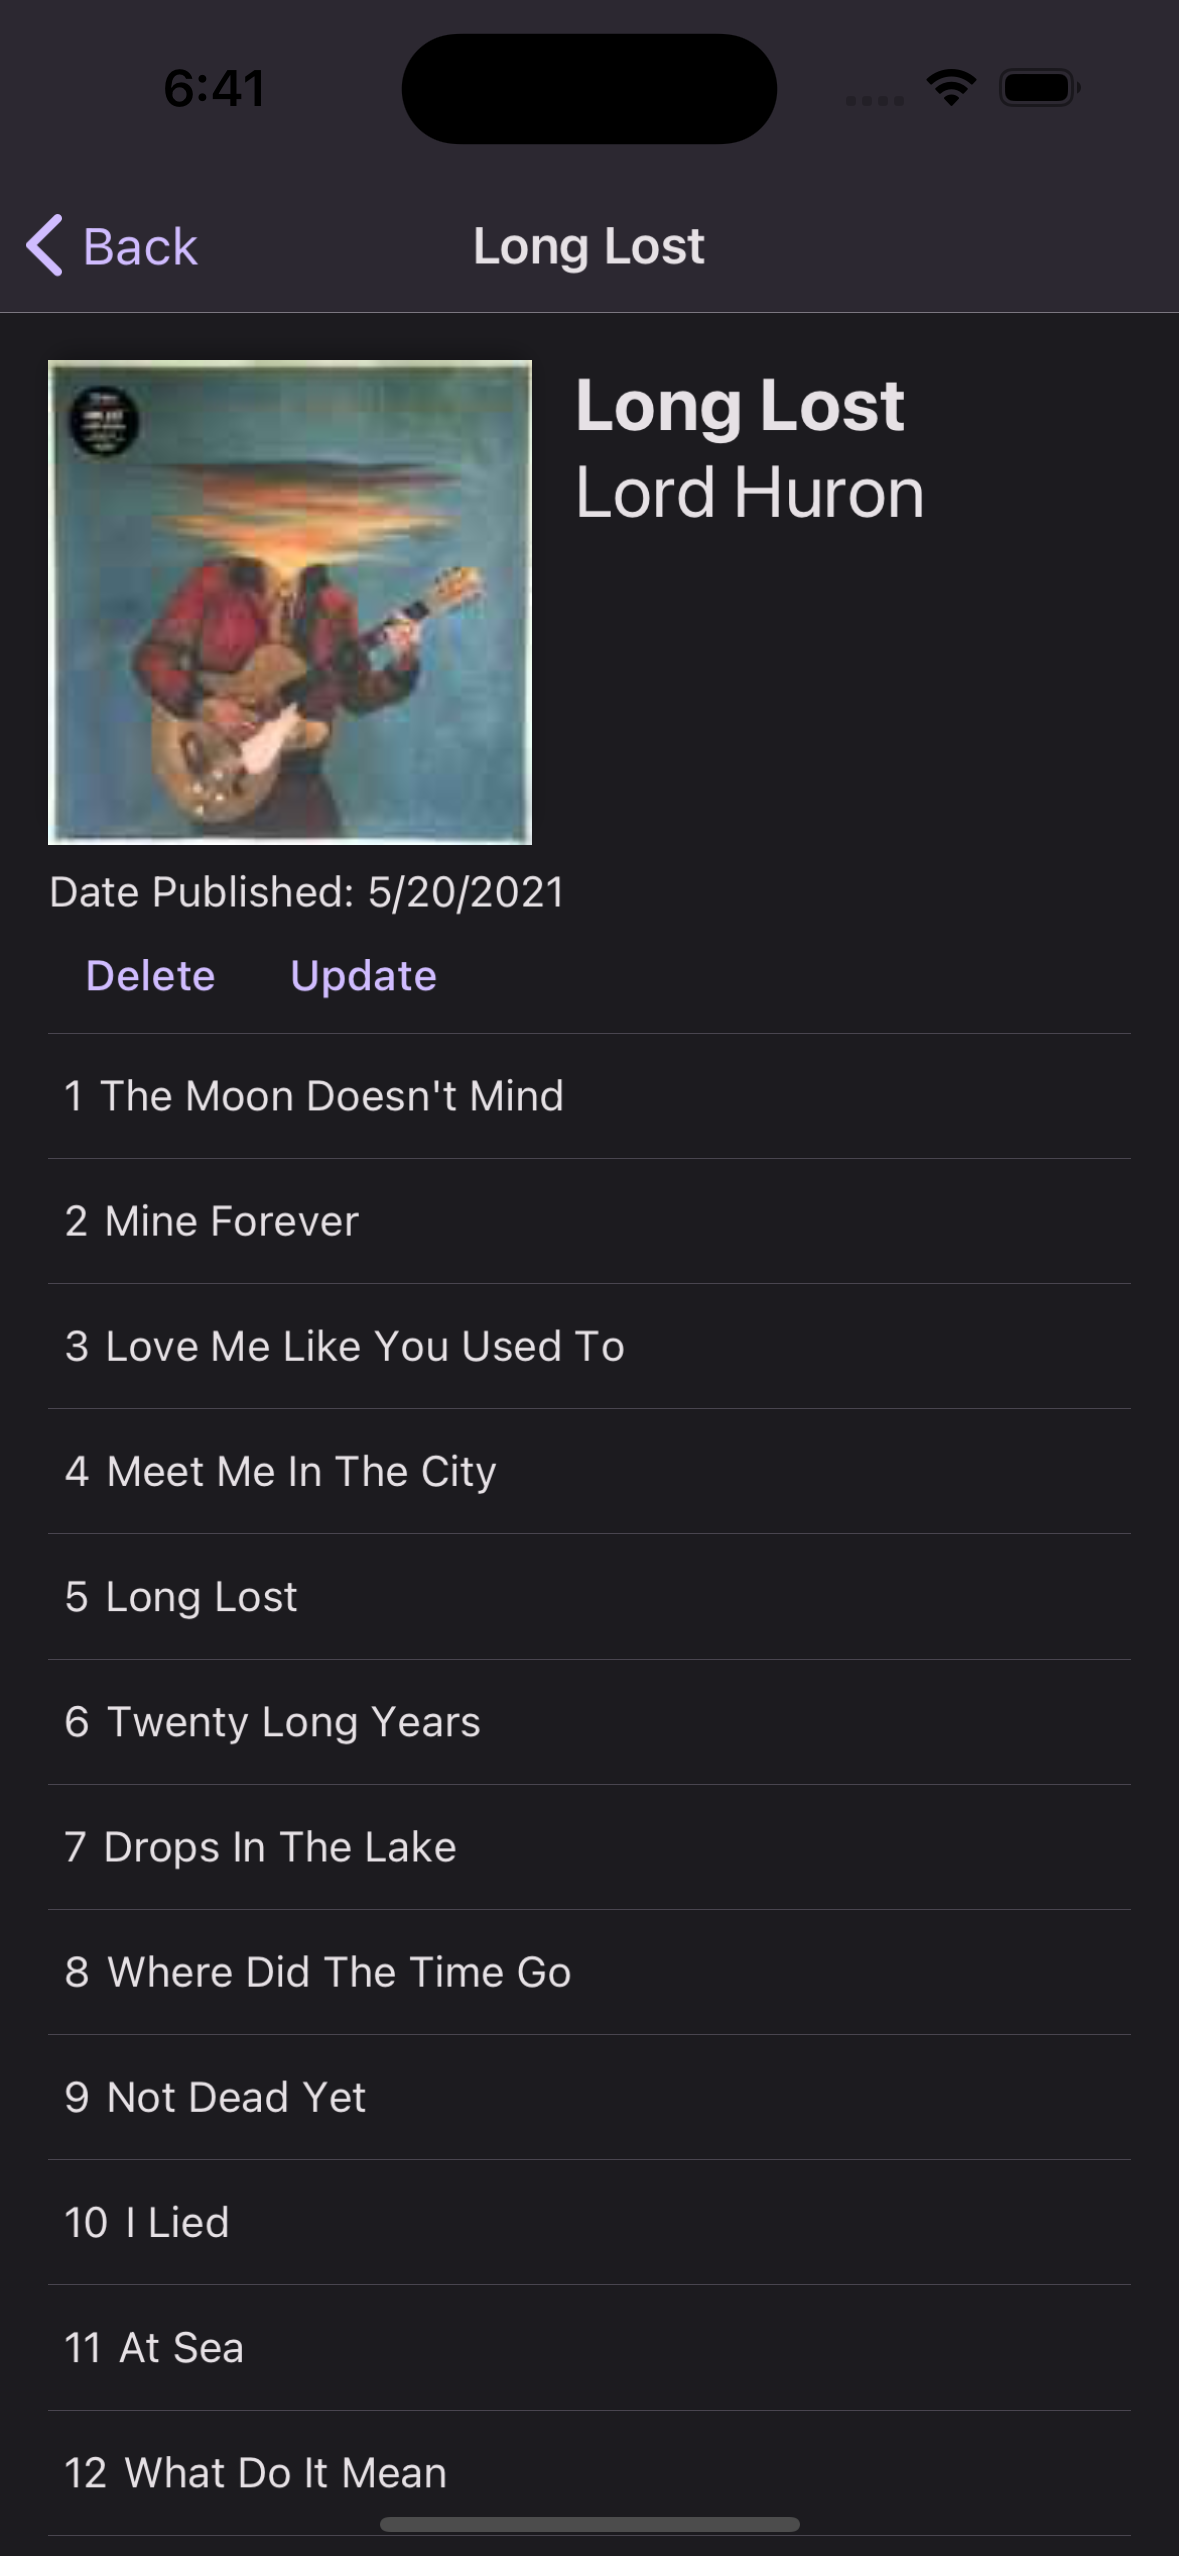 6:41
Back
Long Lost
Long Lost
Lord Huron
Date Published: 5/20/2021
Delete Update
1 The Moon Doesn't Mind
2 Mine Forever
3 Love Me Like You Used To
4 Meet Me In The City
5 Long Lost
6 Twenty Long Years
7 Drops In The Lake
8 Where Did The Time Go
9 Not Dead Yet
10 I Lied
11 At Sea
12 What Do It Mean